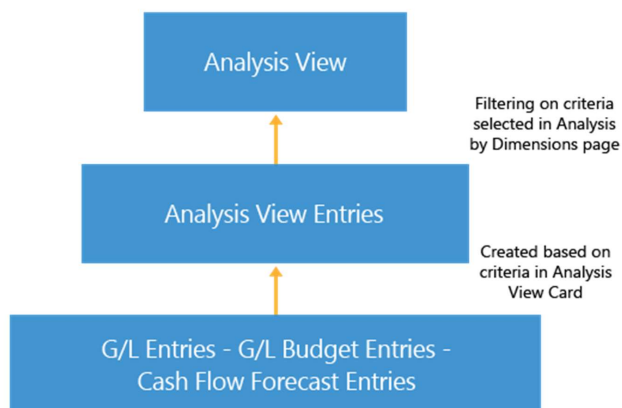 Analysis View
Filtering on criteria
selected in Analysis
by Dimensions page
Analysis View Entries
Created based on
criteria in Analysis
View Card
G/L Entries - G/L Budget Entries -
Cash Flow Forecast Entries